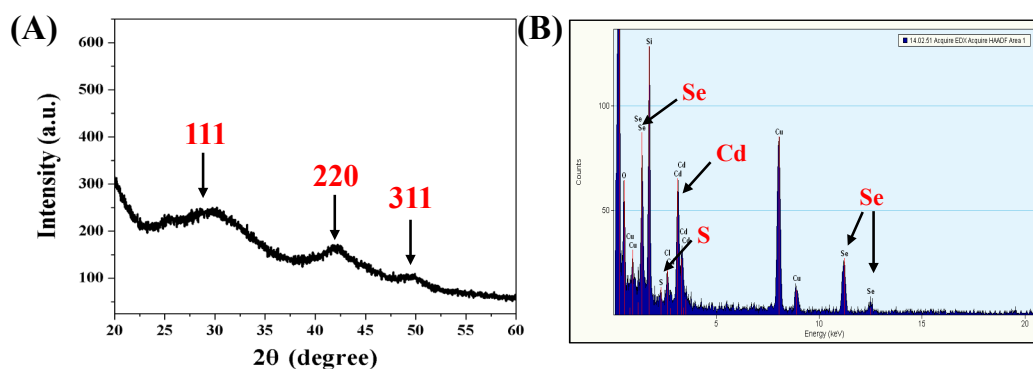 (A)
600
500
400
300
200
100
Intensity (a.u.)
111
220
311
20
25
30
35
40
45
50
55
60
2θ (degree)
(B)
14.02.51 Acquire EDX Acquire HAADF Area 1
Counts
100
50
Si
Se
Se
Se
O
Cu
Cu
Cd
Cd
Cd
Cd
Cd
S
S
Cl
Cu
Cu
Se
Se
Se
5
10
15
20
Energy (keV)